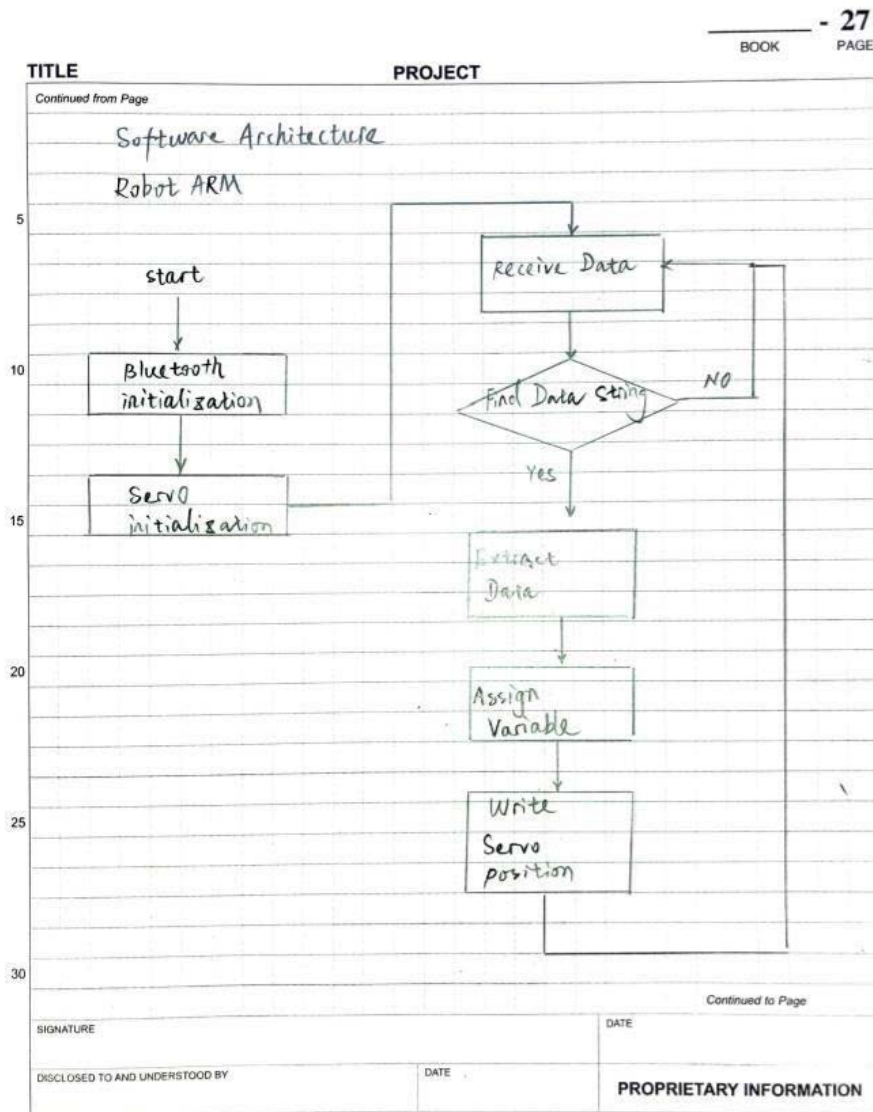 - 27
BOOK PAGE
TITLE PROJECT
Continued from Page
Software Architecture
Robot ARM
5
start
Receive Data
10
Bluetooth
initialization
Find Data String
NO
Yes
15
Servo
initialization
Extract
Data
20
Assign
Variable
25
Write
Servo
position
30
Continued to Page
SIGNATURE
DATE
DISCLOSED TO AND UNDERSTOOD BY
DATE
PROPRIETARY INFORMATION